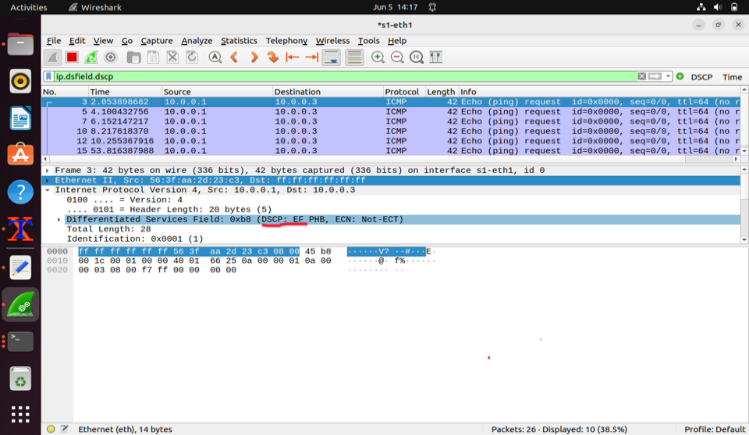 Activities Wireshark Jun 5 14:17
*s1-eth1
File Edit View Go Capture Analyze Statistics Telephony Wireless Tools Help
ip.dsfield.dscp DSCP Time
No. Time Source Destination Protocol Length Info
3 2.053898682 10.0.0.1 10.0.0.3 ICMP 42 Echo (ping) request id=0x0000, seq=0/0, ttl=64 (no r
5 4.100432756 10.0.0.1 10.0.0.3 ICMP 42 Echo (ping) request id=0x0000, seq=0/0, ttl=64 (no r
7 6.152147217 10.0.0.1 10.0.0.3 ICMP 42 Echo (ping) request id=0x0000, seq=0/0, ttl=64 (no r
10 8.217618370 10.0.0.1 10.0.0.3 ICMP 42 Echo (ping) request id=0x0000, seq=0/0, ttl=64 (no r
12 10.255367916 10.0.0.1 10.0.0.3 ICMP 42 Echo (ping) request id=0x0000, seq=0/0, ttl=64 (no r
15 53.816387988 10.0.0.1 10.0.0.3 ICMP 42 Echo (ping) request id=0x0000, seq=0/0, ttl=64 (no r
Frame 3: 42 bytes on wire (336 bits), 42 bytes captured (336 bits) on interface s1-eth1, id 0
Ethernet II, Src: 56:3f:aa:2d:23:c3, Dst: ff:ff:ff:ff:ff:ff
Internet Protocol Version 4, Src: 10.0.0.1, Dst: 10.0.0.3
0100 .... = Version: 4
.... 0101 = Header Length: 20 bytes (5)
Differentiated Services Field: 0xb8 (DSCP: EF PHB, ECN: Not-ECT)
Total Length: 28
Identification: 0x0001 (1)
0000 ff ff ff ff ff ff 56 3f aa 2d 23 c3 08 00 45 b8 ······V? ·-#···E·
0010 00 1c 00 01 00 00 40 01 66 25 0a 00 00 01 0a 00 ······@· f%······
0020 00 03 08 00 f7 ff 00 00 00 00 ········ ··
Ethernet (eth), 14 bytes Packets: 26 · Displayed: 10 (38.5%) Profile: Default